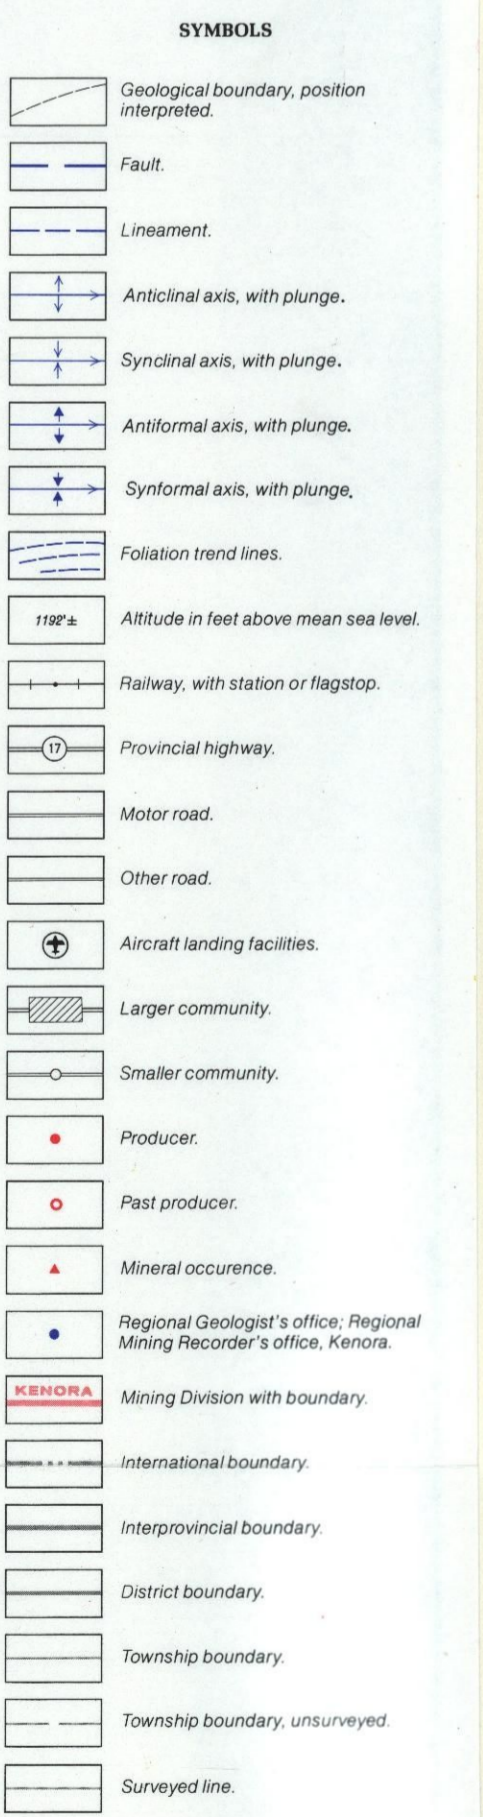 SYMBOLS
Geological boundary, position
interpreted.
Fault.
Lineament.
Anticlinal axis, with plunge.
Synclinal axis, with plunge.
Antiformal axis, with plunge.
Synformal axis, with plunge.
Foliation trend lines.
1192'± Altitude in feet above mean sea level.
Railway, with station or flagstop.
17 Provincial highway.
Motor road.
Other road.
Aircraft landing facilities.
Larger community.
Smaller community.
Producer.
Past producer.
Mineral occurence.
Regional Geologist's office; Regional
Mining Recorder's office, Kenora.
KENORA Mining Division with boundary.
International boundary.
Interprovincial boundary.
District boundary.
Township boundary.
Township boundary, unsurveyed.
Surveyed line.